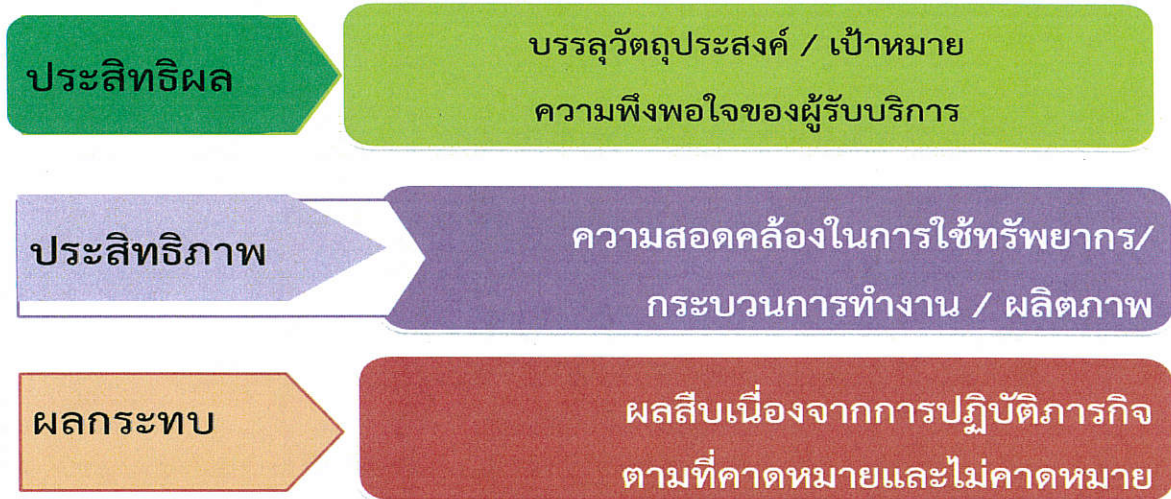 ประสิทธิผล
บรรลุวัตถุประสงค์ / เป้าหมาย
ความพึงพอใจของผู้รับบริการ
ประสิทธิภาพ
ความสอดคล้องในการใช้ทรัพยากร/
กระบวนการทำงาน / ผลิตภาพ
ผลกระทบ
ผลสืบเนื่องจากการปฏิบัติภารกิจ
ตามที่คาดหมายและไม่คาดหมาย